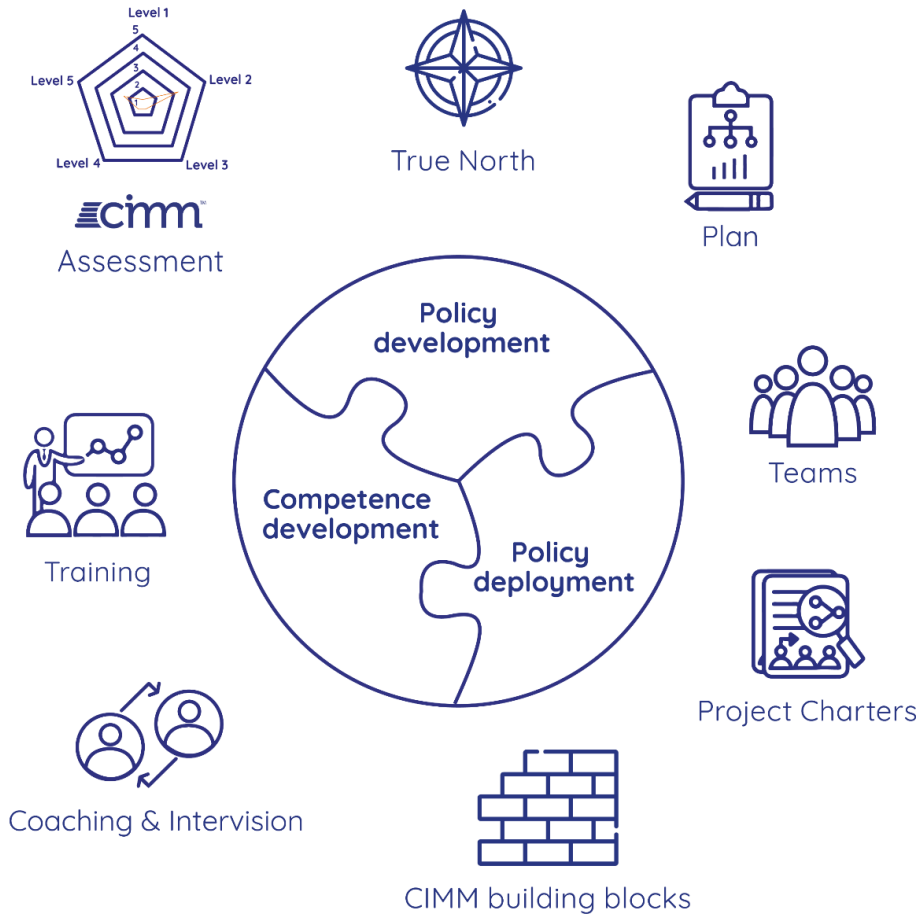 Level 1
5
4
3
2
1
Level 5
Level 2
Level 4
Level 3
cimm™
Assessment
True North
Plan
Policy
development
Teams
Competence
development
Policy
deployment
Training
Project Charters
Coaching & Intervision
CIMM building blocks